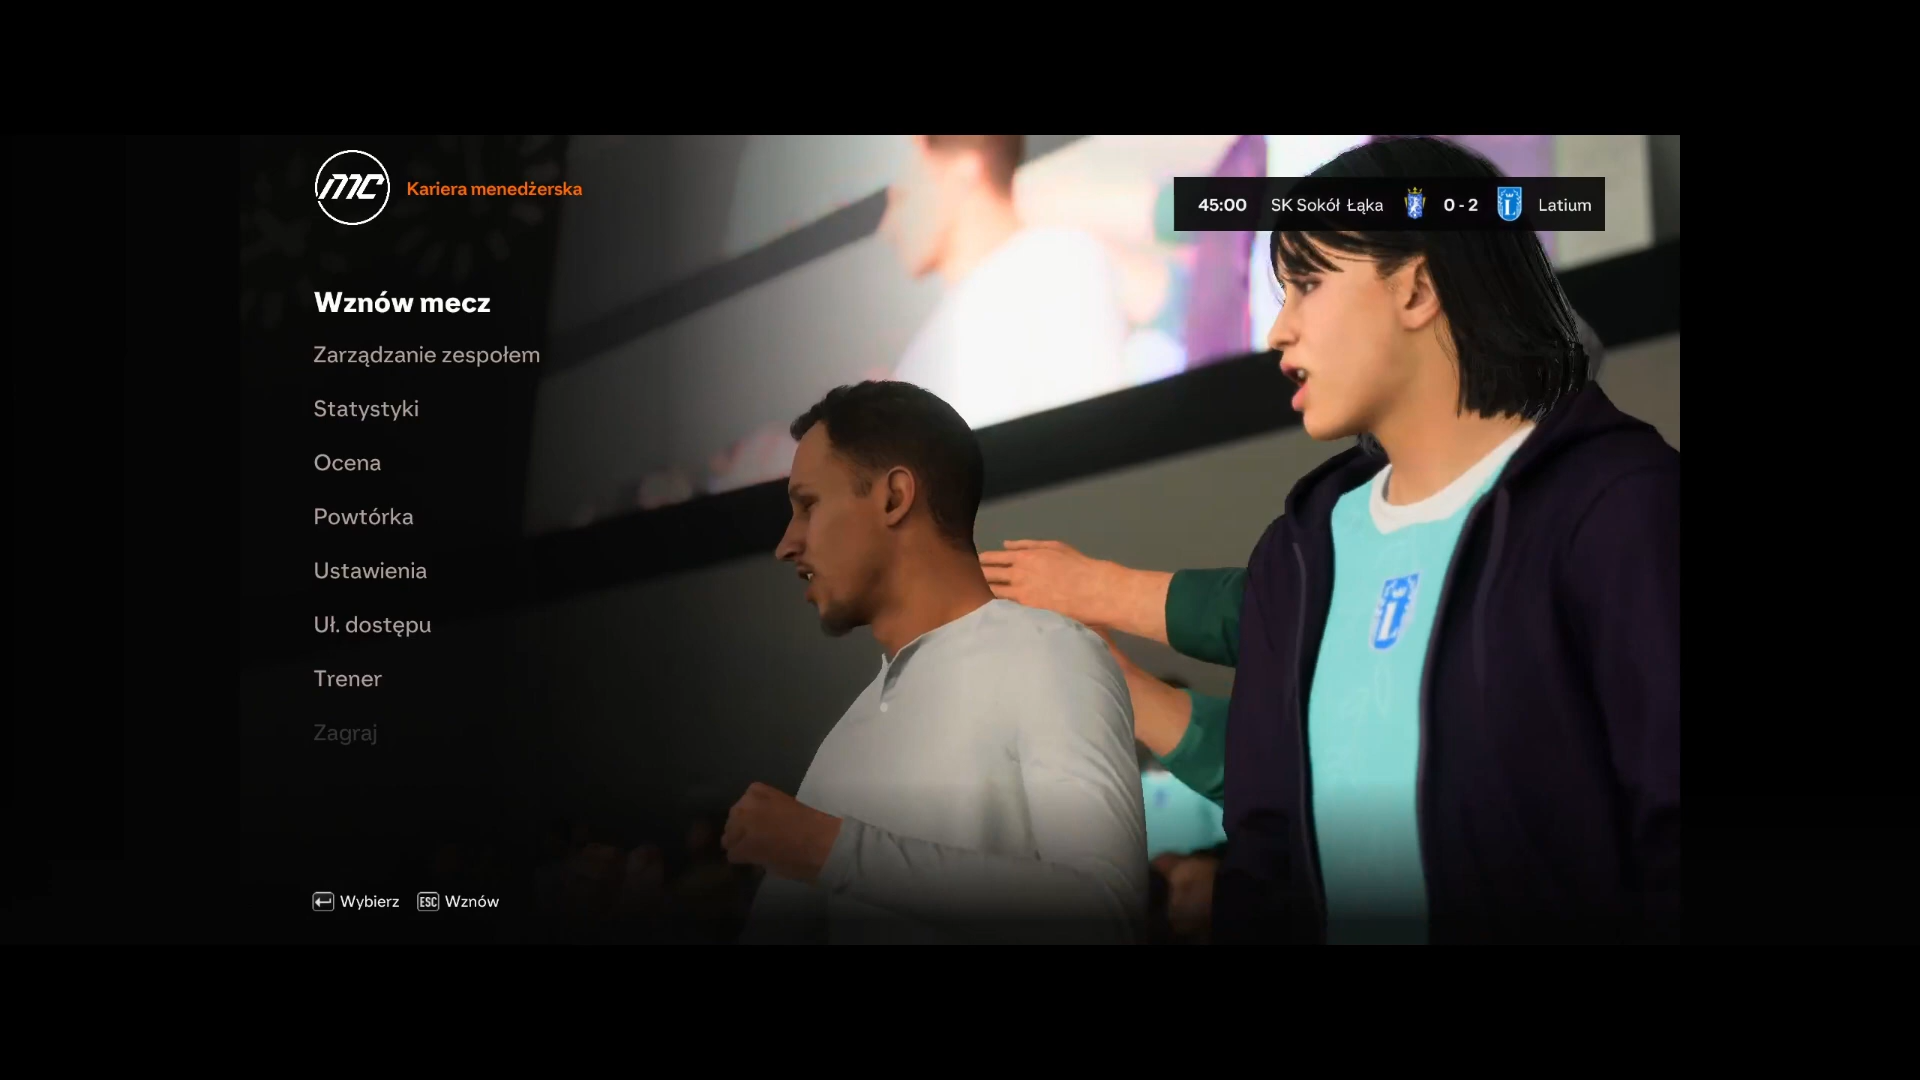 MC Kariera menedżerska
45:00 SK Sokół Łąka 0 - 2 L Latium
Wznów mecz
Zarządzanie zespołem
Statystyki
Ocena
Powtórka
Ustawienia
Uł. dostępu
Trener
Zagraj
L
Wybierz ESC Wznów